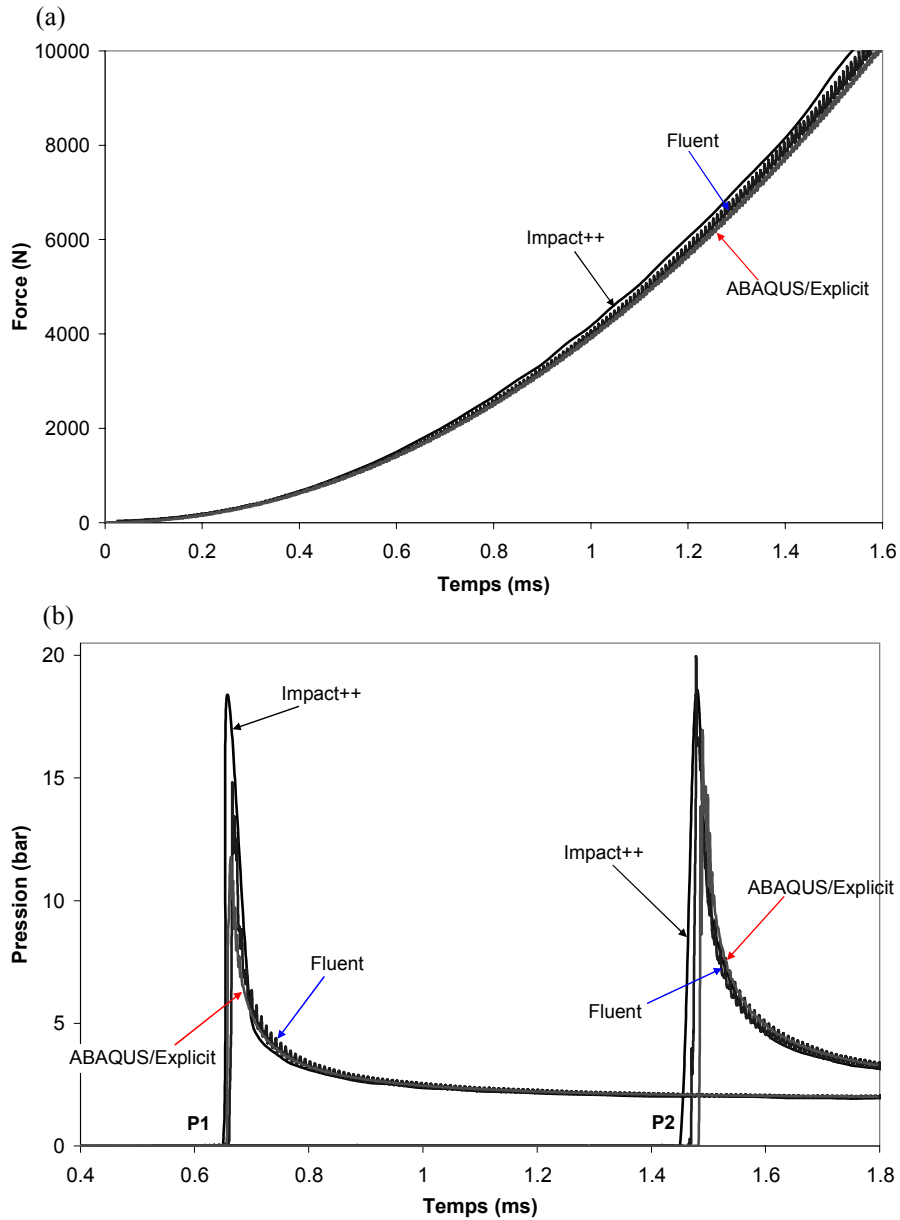 (a)
10000
8000
6000
4000
2000
0
Force (N)
Fluent
Impact++
ABAQUS/Explicit
0 0.2 0.4 0.6 0.8 1 1.2 1.4 1.6
Temps (ms)
(b)
20
15
10
5
0
Pression (bar)
Impact++
Impact++
ABAQUS/Explicit
Fluent
Fluent
ABAQUS/Explicit
P1
P2
0.4 0.6 0.8 1 1.2 1.4 1.6 1.8
Temps (ms)